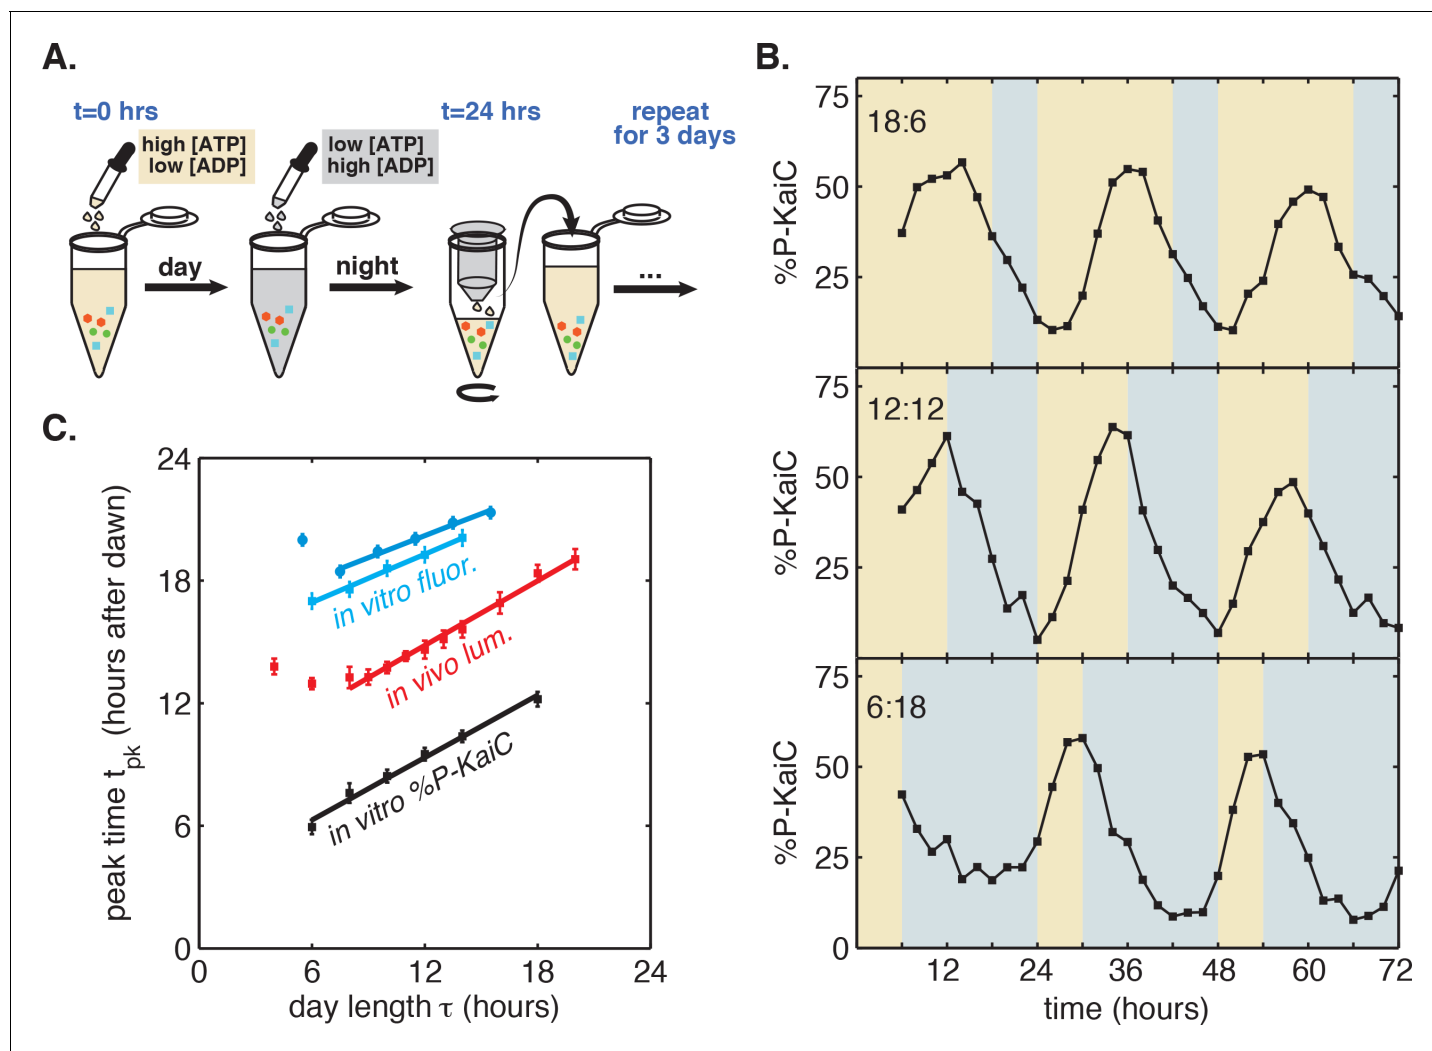 A.
t=0 hrs
high [ATP]
low [ADP]
low [ATP]
high [ADP]
t=24 hrs
repeat
for 3 days
day
night
...
B.
75
50
25
%P-KaiC
18:6
75
50
25
%P-KaiC
12:12
75
50
25
0
%P-KaiC
6:18
12
24
36
48
60
72
time (hours)
C.
24
18
12
6
0
peak time tpk (hours after dawn)
in vitro fluor.
in vivo lum.
in vitro %P-KaiC
0
6
12
18
24
day length τ (hours)